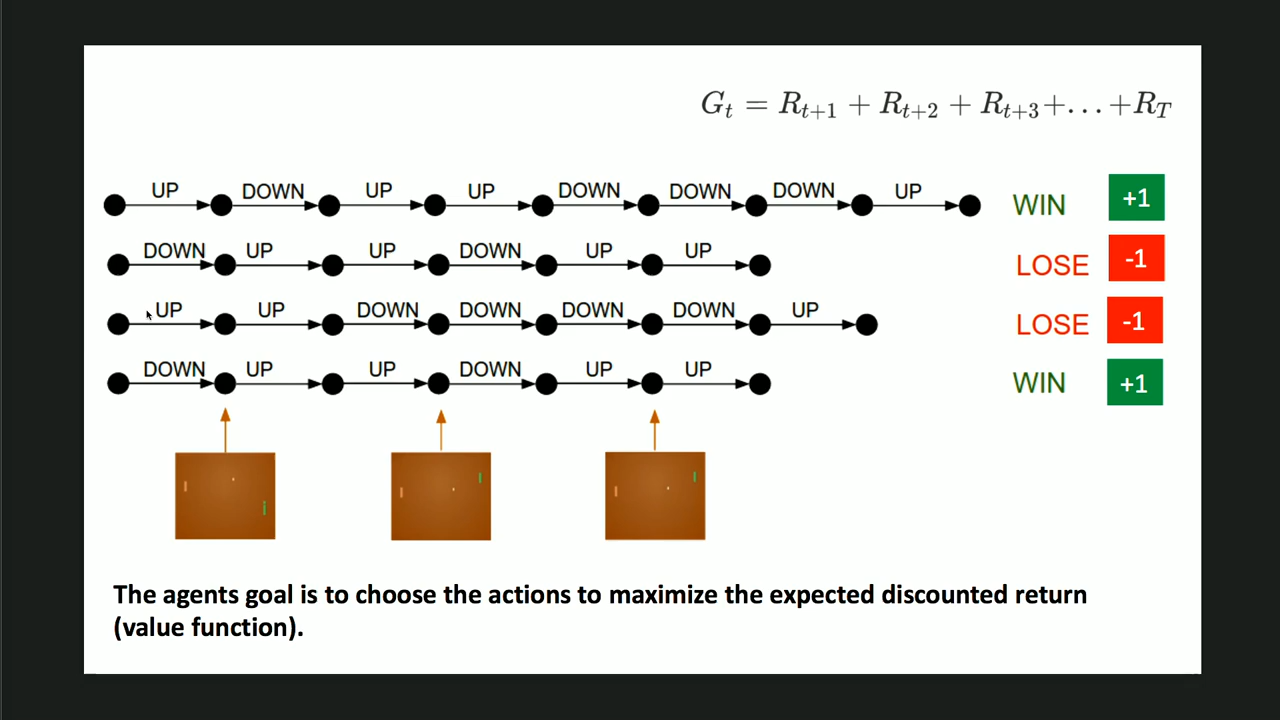 G_t = R_{t+1} + R_{t+2} + R_{t+3}+...+R_T
UP DOWN UP UP DOWN DOWN DOWN UP WIN +1
DOWN UP UP DOWN UP UP LOSE -1
UP UP DOWN DOWN DOWN DOWN UP LOSE -1
DOWN UP UP DOWN UP UP WIN +1
The agents goal is to choose the actions to maximize the expected discounted return
(value function).